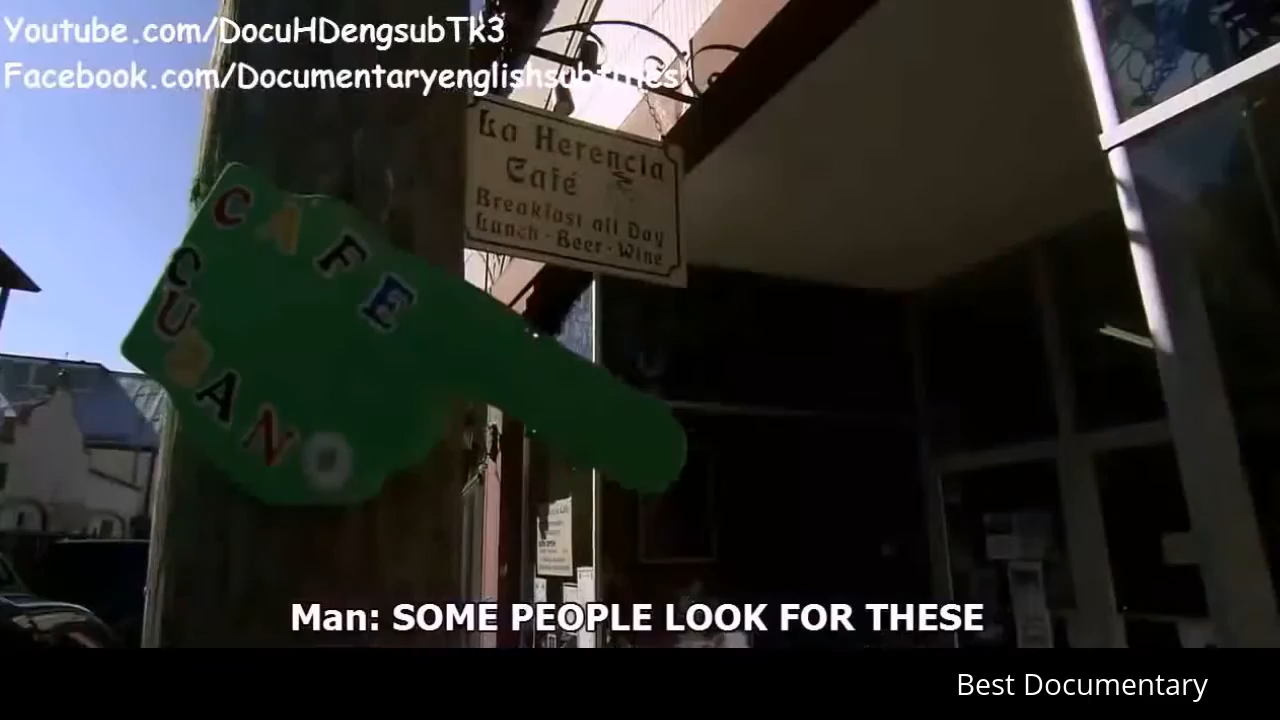 Youtube.com/DocuHDengsubTk3
Facebook.com/Documentaryenglishsubtitles
La Herencia
Café
Breakfast all Day
Lunch - Beer - Wine
CAFE
CUBANO
Man: SOME PEOPLE LOOK FOR THESE
Best Documentary